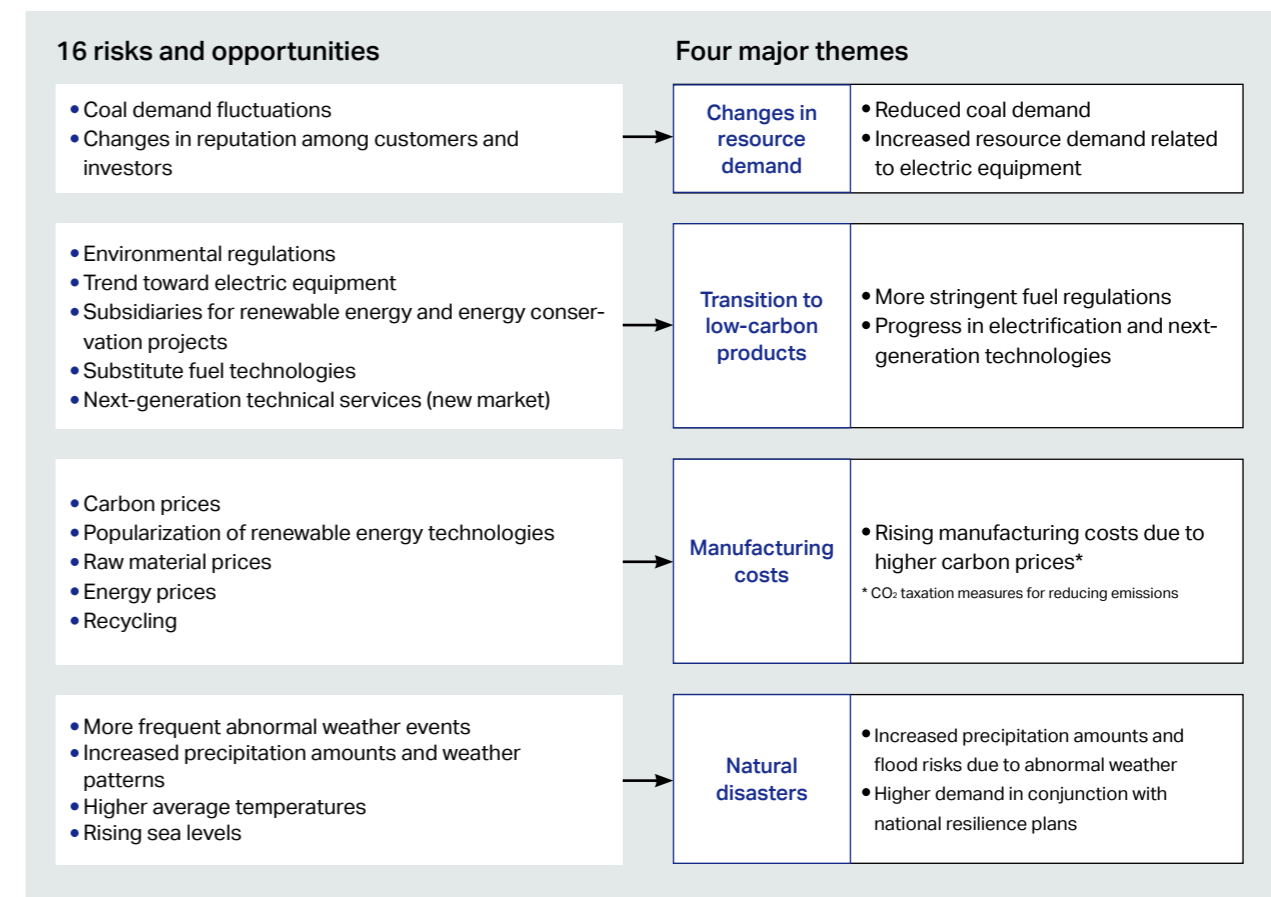 16 risks and opportunities
Four major themes
• Coal demand fluctuations
• Changes in reputation among customers and
investors
Changes in
resource
demand
• Reduced coal demand
• Increased resource demand related
to electric equipment
• Environmental regulations
• Trend toward electric equipment
• Subsidiaries for renewable energy and energy conser-
vation projects
• Substitute fuel technologies
• Next-generation technical services (new market)
Transition to
low-carbon
products
• More stringent fuel regulations
• Progress in electrification and next-
generation technologies
• Carbon prices
• Popularization of renewable energy technologies
• Raw material prices
• Energy prices
• Recycling
Manufacturing
costs
• Rising manufacturing costs due to
higher carbon prices*
* CO₂ taxation measures for reducing emissions
• More frequent abnormal weather events
• Increased precipitation amounts and weather
patterns
• Higher average temperatures
• Rising sea levels
Natural
disasters
• Increased precipitation amounts and
flood risks due to abnormal weather
• Higher demand in conjunction with
national resilience plans